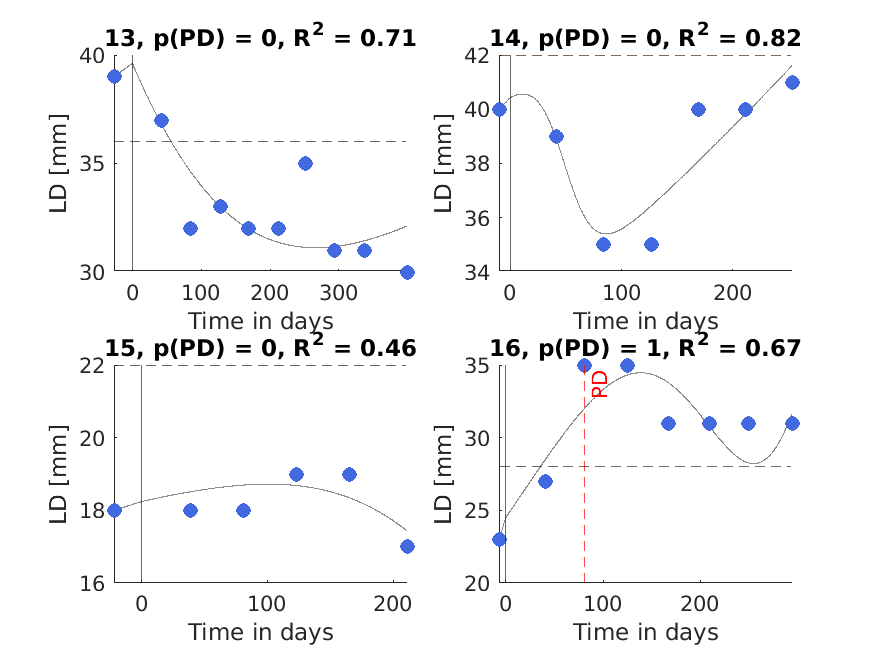 13, p(PD) = 0, R² = 0.71
40
35
30
LD [mm]
0 100 200 300
Time in days
14, p(PD) = 0, R² = 0.82
42
40
38
36
34
LD [mm]
0 100 200
Time in days
15, p(PD) = 0, R² = 0.46
22
20
18
16
LD [mm]
0 100 200
Time in days
16, p(PD) = 1, R² = 0.67
35
30
25
20
LD [mm]
PD
0 100 200
Time in days